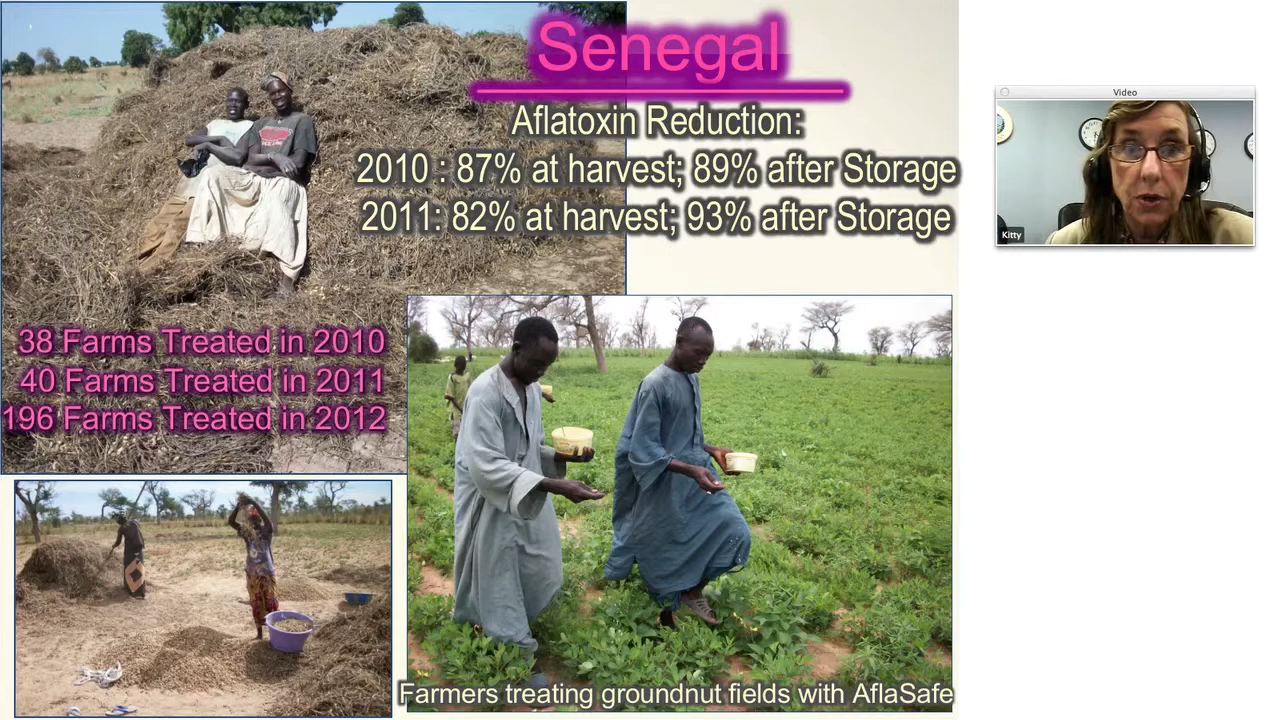 Senegal
Aflatoxin Reduction:
2010 : 87% at harvest; 89% after Storage
2011: 82% at harvest; 93% after Storage
38 Farms Treated in 2010
40 Farms Treated in 2011
196 Farms Treated in 2012
Farmers treating groundnut fields with AflaSafe
Video
Kitty